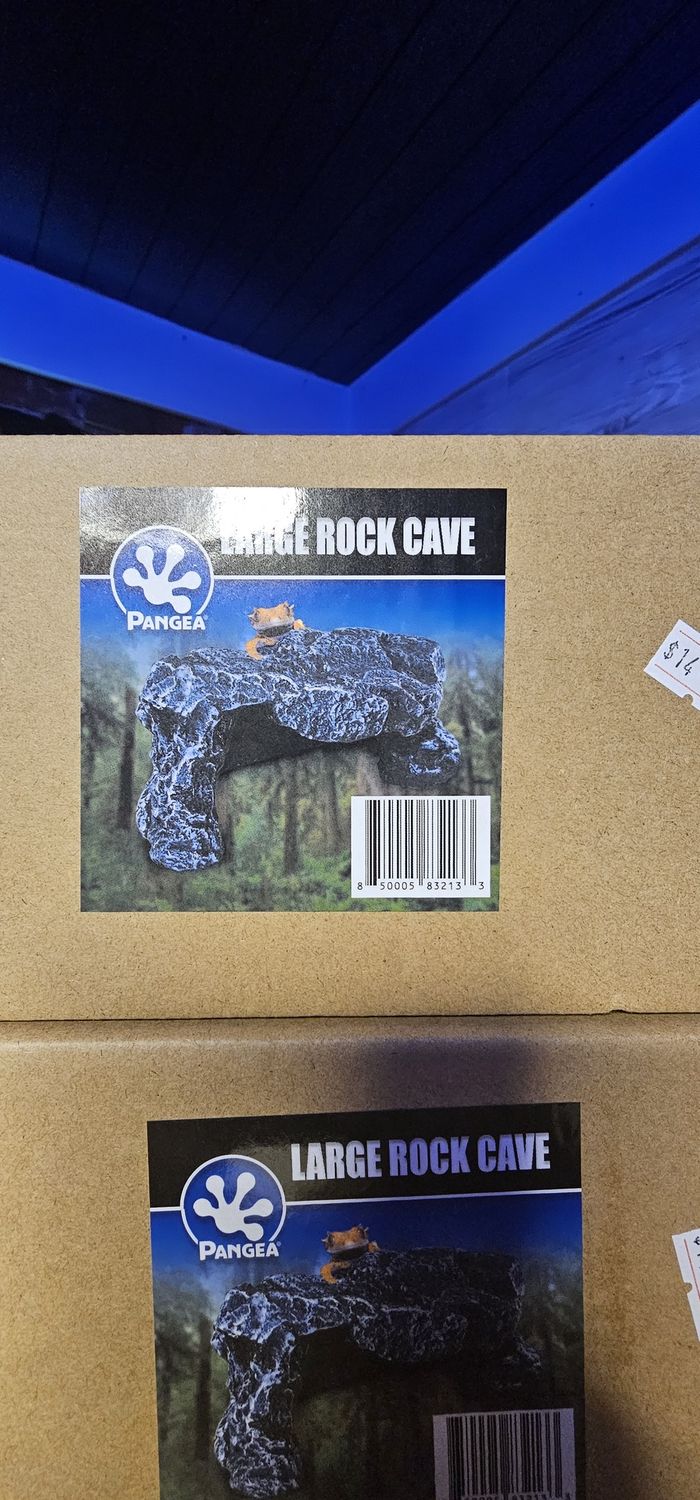 LARGE ROCK CAVE
PANGEA
8 50005 83213 3
$14
LARGE ROCK CAVE
PANGEA